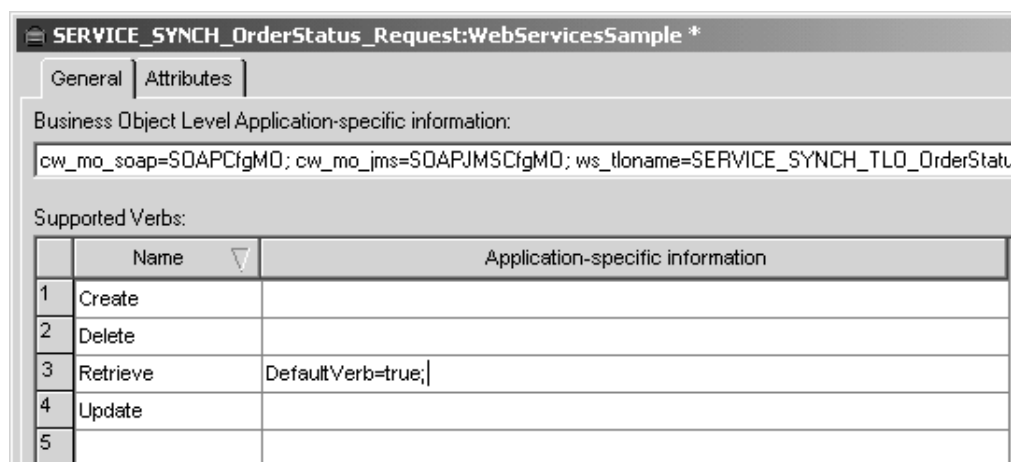 SERVICE_SYNCH_OrderStatus_Request:WebServicesSample *
General Attributes
Business Object Level Application-specific information:
cw_mo_soap=SOAPCfgMO; cw_mo_jms=SOAPJMSCfgMO; ws_tloname=SERVICE_SYNCH_TLO_OrderStatu
Supported Verbs:
Name Application-specific information
1 Create
2 Delete
3 Retrieve DefaultVerb=true;
4 Update
5